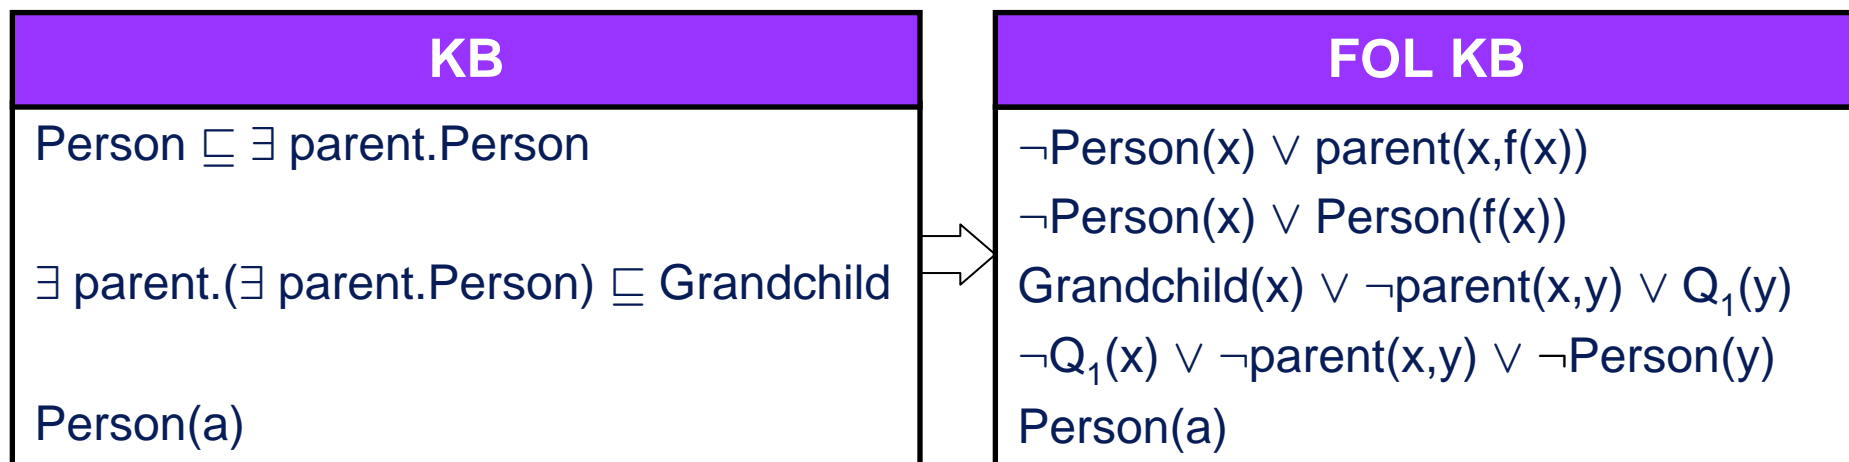 KB
Person ⊑ ∃ parent.Person
∃ parent.(∃ parent.Person) ⊑ Grandchild
Person(a)
FOL KB
¬Person(x) ∨ parent(x,f(x))
¬Person(x) ∨ Person(f(x))
Grandchild(x) ∨ ¬parent(x,y) ∨ Q₁(y)
¬Q₁(x) ∨ ¬parent(x,y) ∨ ¬Person(y)
Person(a)